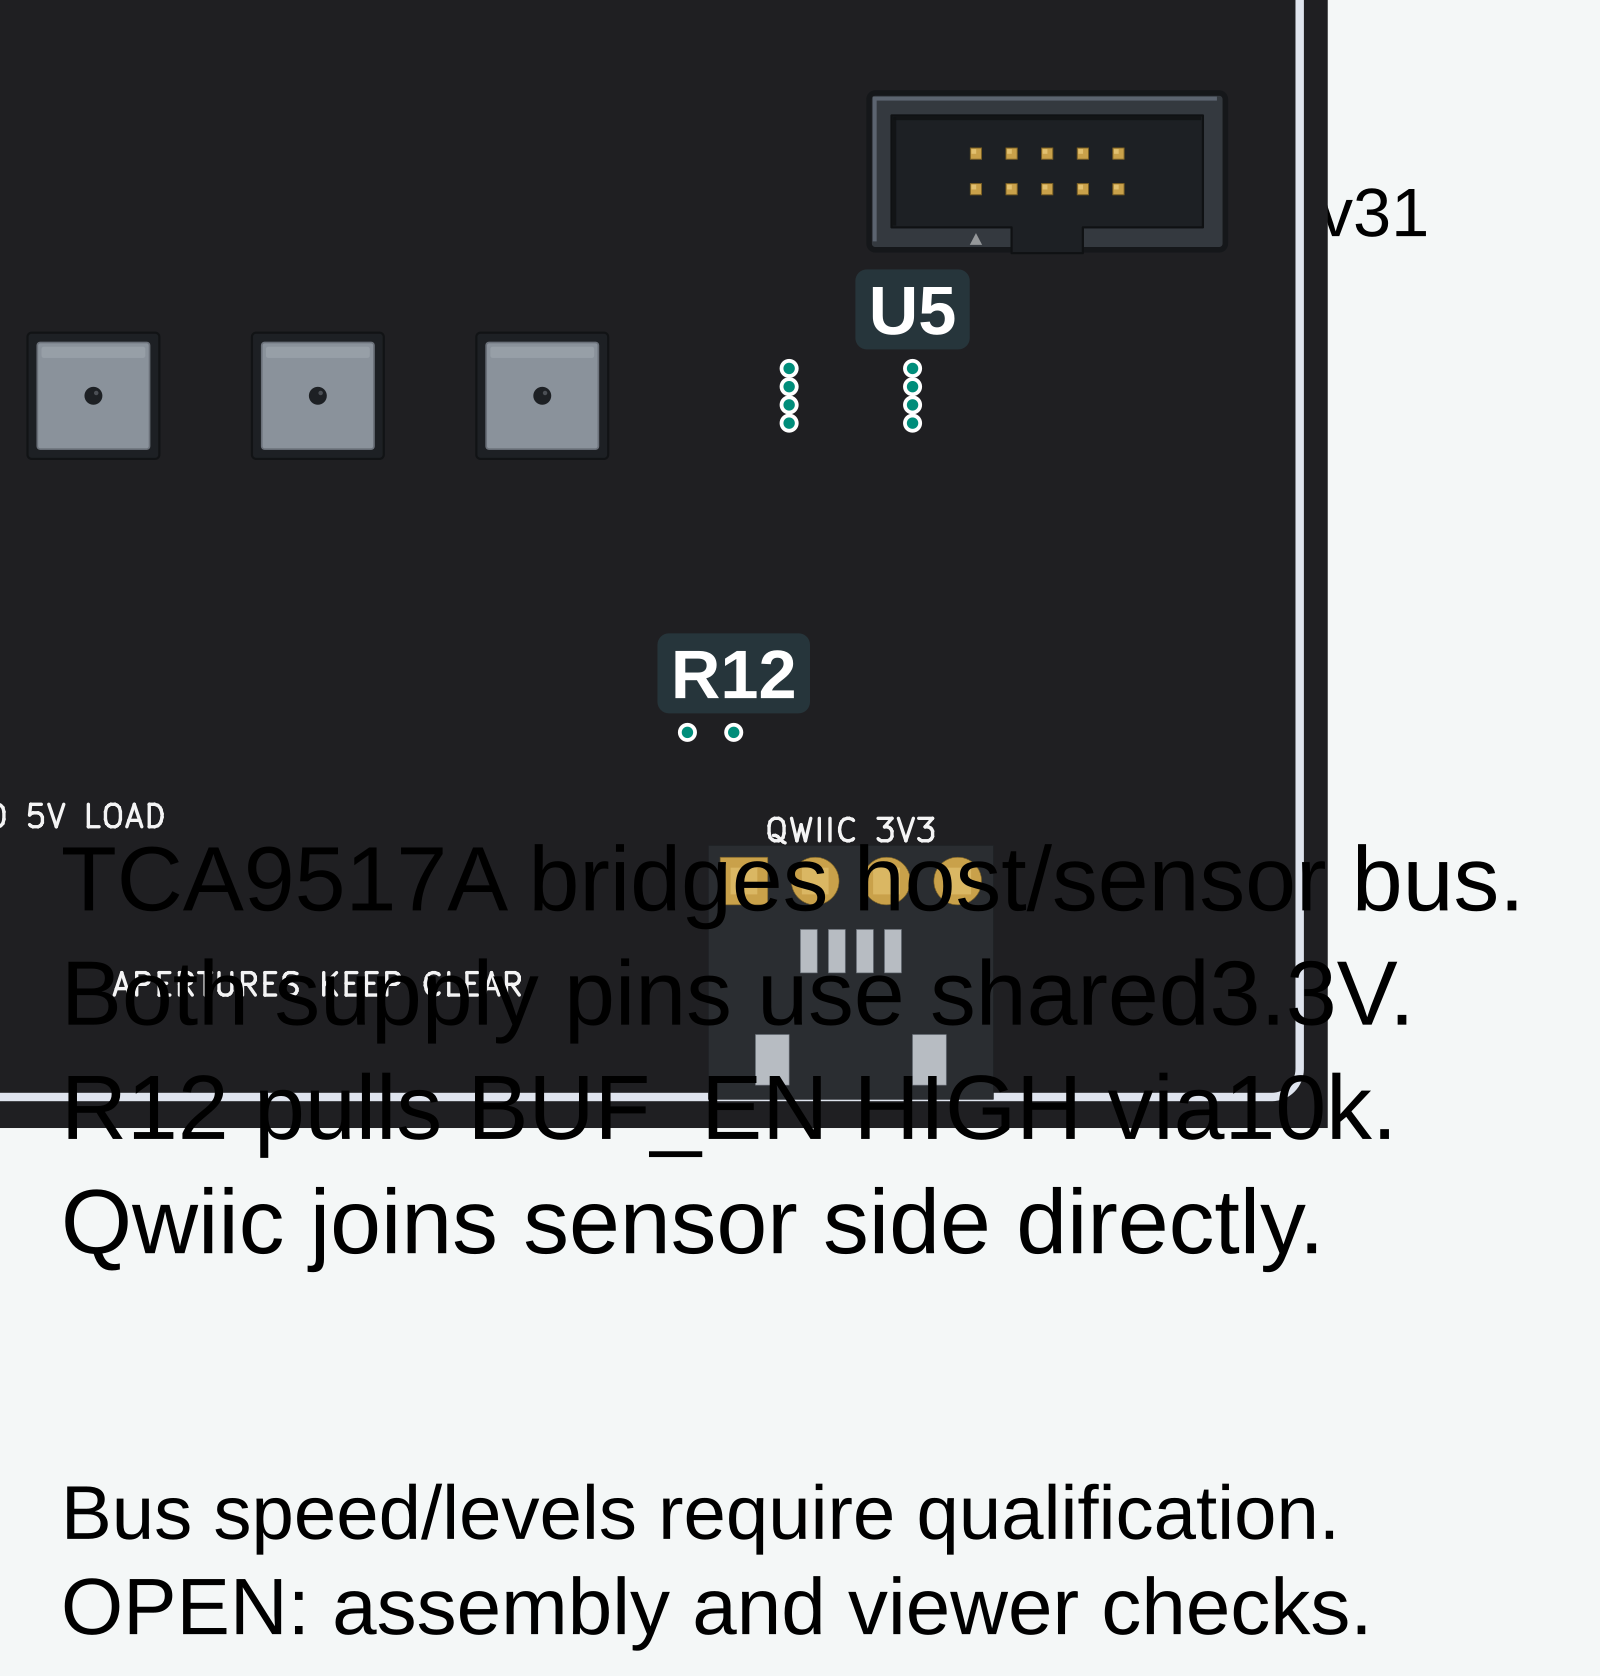 v31
U5
R12
5V LOAD
QWIIC 3V3
TCA9517A bridges host/sensor bus.
APERTURES KEEP CLEAR
Both supply pins use shared3.3V.
R12 pulls BUF_EN HIGH via10k.
Qwiic joins sensor side directly.
Bus speed/levels require qualification.
OPEN: assembly and viewer checks.